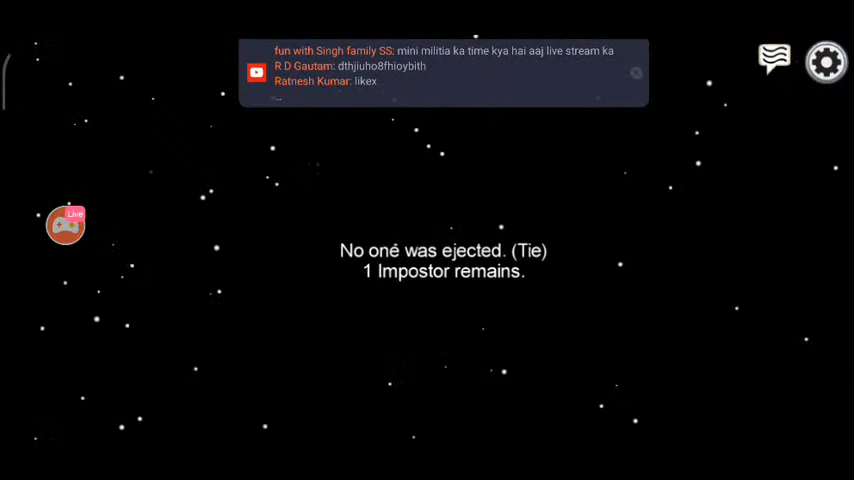 fun with Singh family SS: mini militia ka time kya hai aaj live stream ka
R D Gautam: dthjiuho8fhioybith
Ratnesh Kumar: likex
...
Live
No one was ejected. (Tie)
1 Impostor remains.